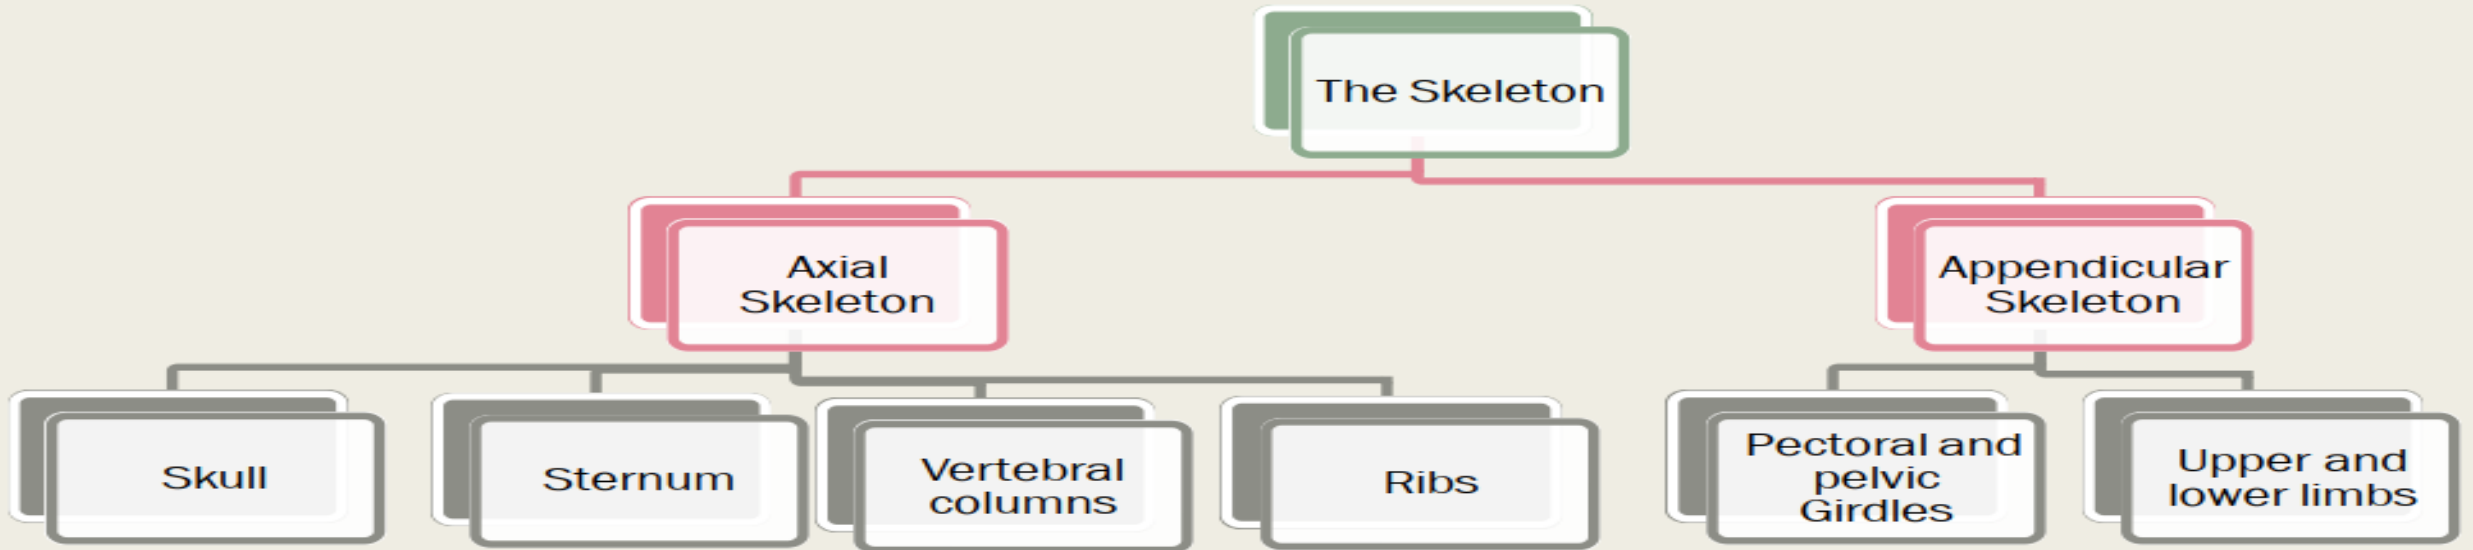 The Skeleton
Axial
Skeleton
Appendicular
Skeleton
Skull
Sternum
Vertebral
columns
Ribs
Pectoral and
pelvic
Girdles
Upper and
lower limbs